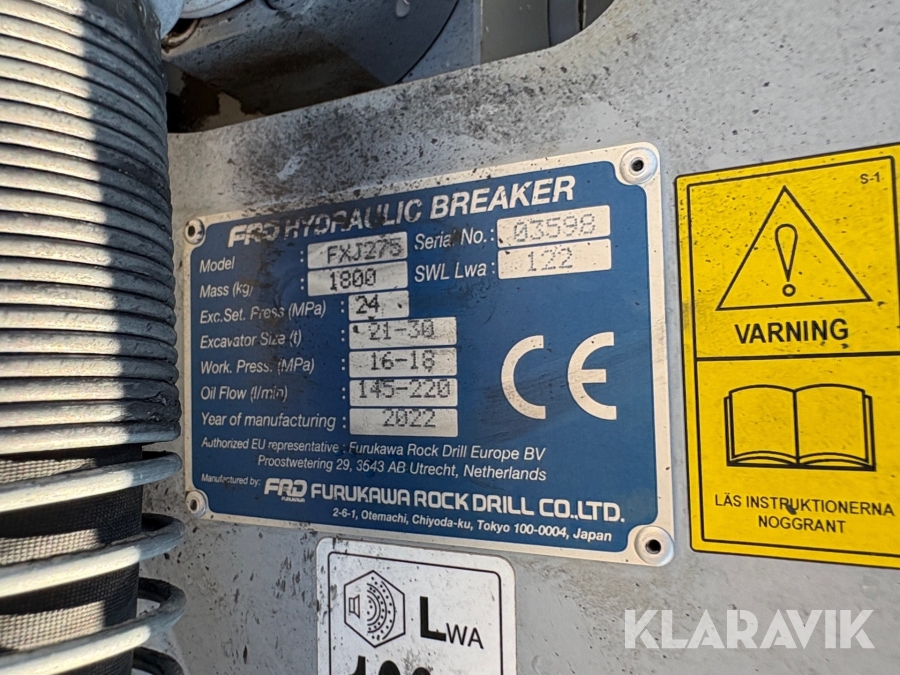 FRD HYDRAULIC BREAKER
Model : FXJ275 Serial No. : 03598
Mass (kg) : 1800 SWL Lwa : 122
Exc.Set. Press (MPa) : 24
Excavator Size (t) : 21-30
Work. Press. (MPa) : 16-18
Oil Flow (l/min) : 145-220
Year of manufacturing : 2022
CE
Authorized EU representative : Furukawa Rock Drill Europe BV
Proostwetering 29, 3543 AB Utrecht, Netherlands
Manufactured by: FRD FURUKAWA FURUKAWA ROCK DRILL CO.,LTD.
2-6-1, Otemachi, Chiyoda-ku, Tokyo 100-0004, Japan
S-1
VARNING
LÄS INSTRUKTIONERNA
NOGGRANT
LWA
KLARAVIK